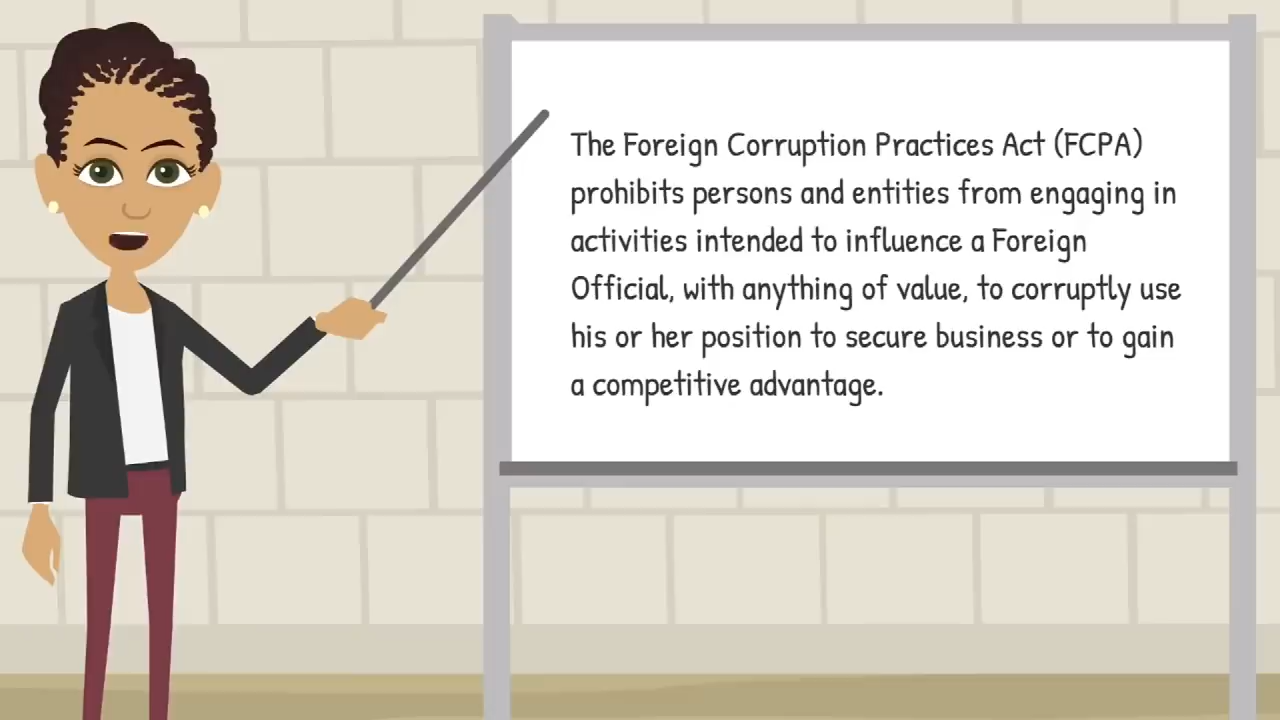 The Foreign Corruption Practices Act (FCPA)
prohibits persons and entities from engaging in
activities intended to influence a Foreign
Official, with anything of value, to corruptly use
his or her position to secure business or to gain
a competitive advantage.